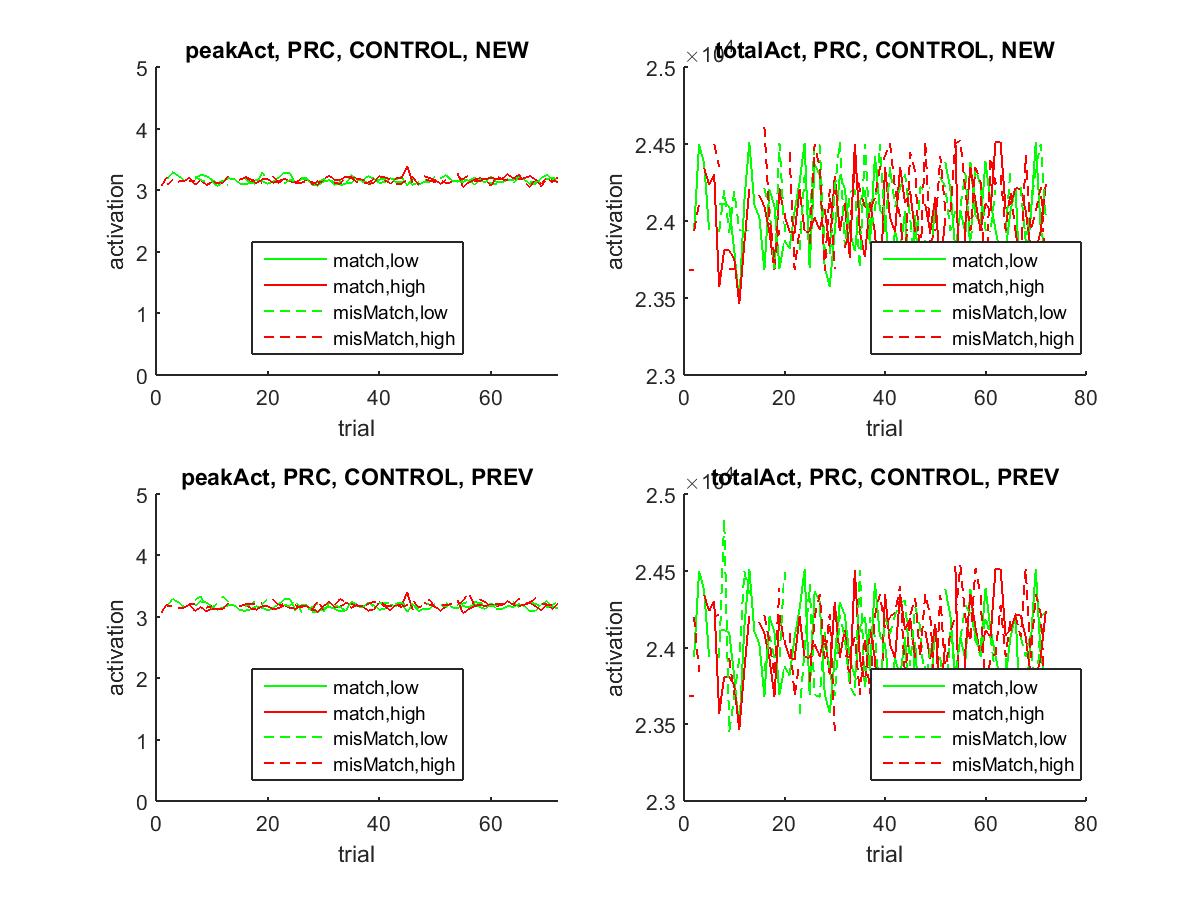 peakAct, PRC, CONTROL, NEW
5
4
3
2
1
0
activation
match,low
match,high
misMatch,low
misMatch,high
0 20 40 60
trial
×10⁴
totalAct, PRC, CONTROL, NEW
2.5
2.45
2.4
2.35
2.3
activation
match,low
match,high
misMatch,low
misMatch,high
0 20 40 60 80
trial
peakAct, PRC, CONTROL, PREV
5
4
3
2
1
0
activation
match,low
match,high
misMatch,low
misMatch,high
0 20 40 60
trial
×10⁴
totalAct, PRC, CONTROL, PREV
2.5
2.45
2.4
2.35
2.3
activation
match,low
match,high
misMatch,low
misMatch,high
0 20 40 60 80
trial